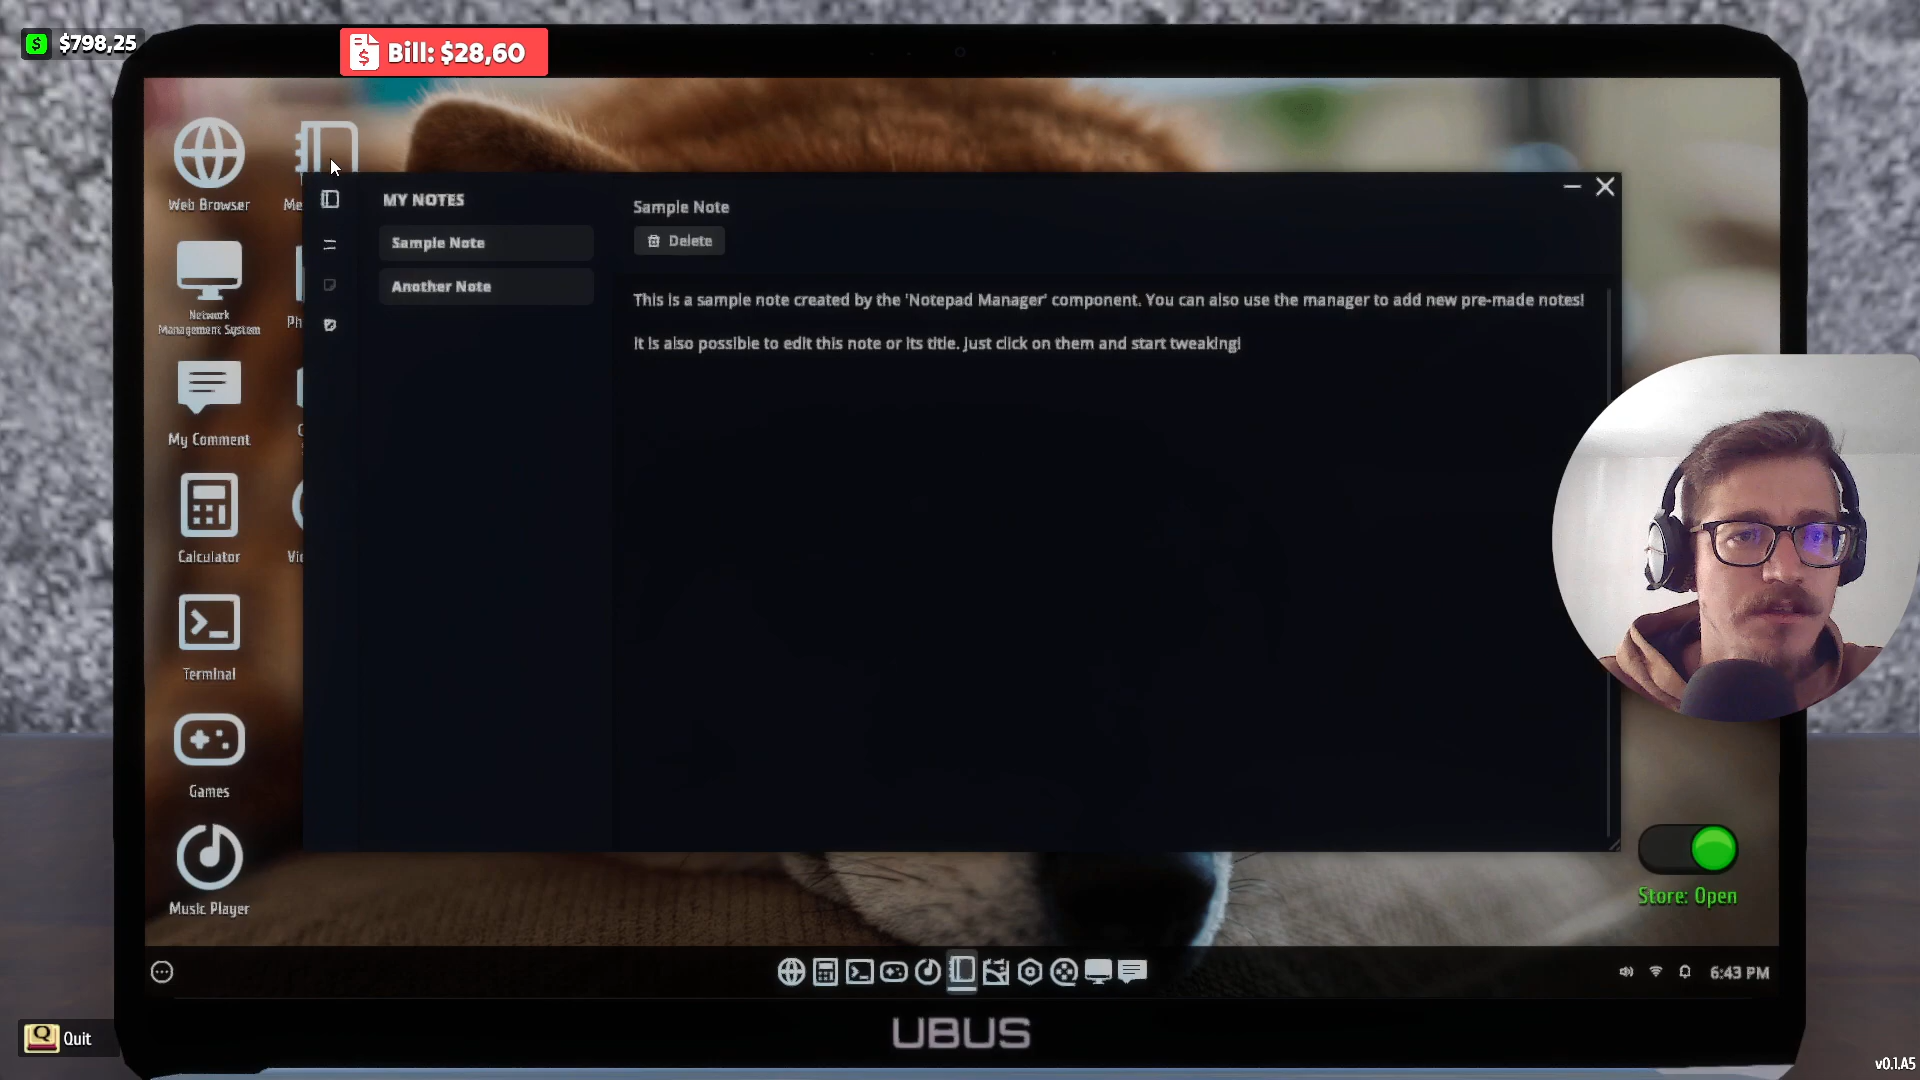 $798,25
Bill: $28,60
Web Browser
Me
Network
Management System
Ph
My Comment
C
Calculator
Vi
Terminal
Games
Music Player
MY NOTES
Sample Note
Another Note
Sample Note
Delete
This is a sample note created by the 'Notepad Manager' component. You can also use the manager to add new pre-made notes!
It is also possible to edit this note or its title. Just click on them and start tweaking!
Store: Open
6:43 PM
UBUS
Q Quit
v0.1.A5